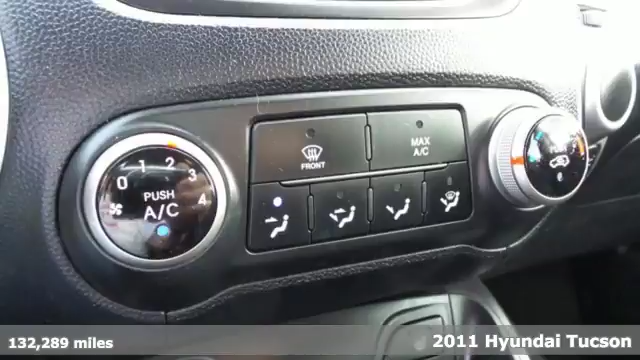 0 1 2 3 4
PUSH
A/C
FRONT
MAX
A/C
132,289 miles
2011 Hyundai Tucson